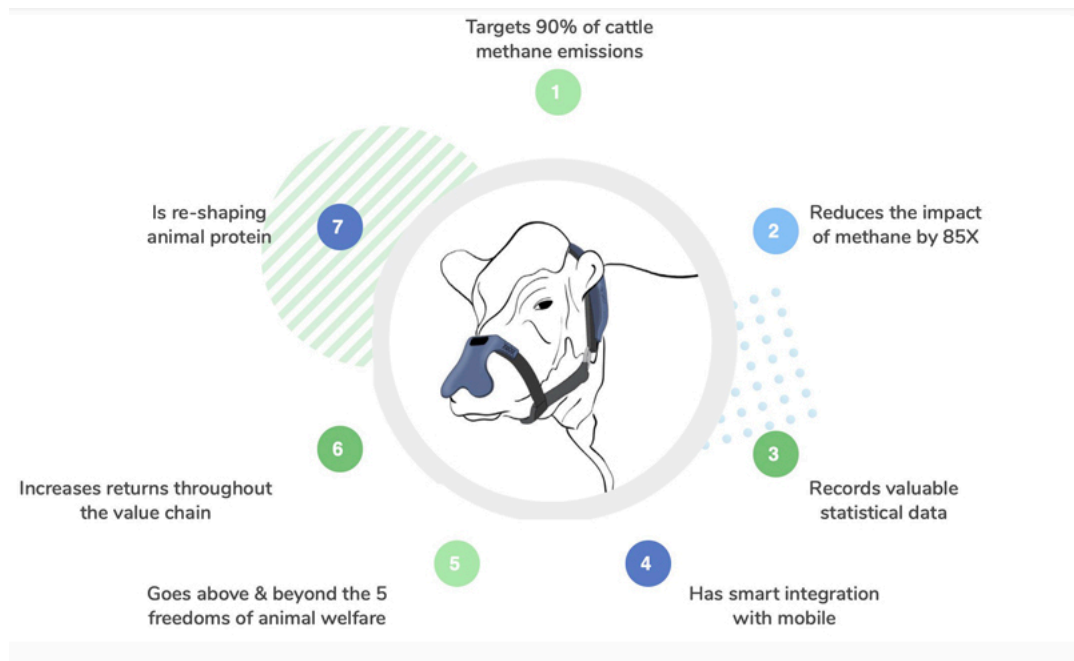 Targets 90% of cattle
methane emissions
1
2
Reduces the impact
of methane by 85X
3
Records valuable
statistical data
4
Has smart integration
with mobile
5
Goes above & beyond the 5
freedoms of animal welfare
6
Increases returns throughout
the value chain
7
Is re-shaping
animal protein